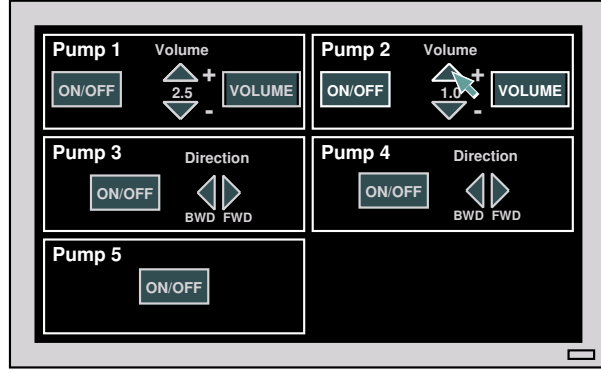 Pump 1
Volume
ON/OFF
+
2.5
-
VOLUME
Pump 2
Volume
ON/OFF
+
1.0
-
VOLUME
Pump 3
Direction
ON/OFF
BWD FWD
Pump 4
Direction
ON/OFF
BWD FWD
Pump 5
ON/OFF